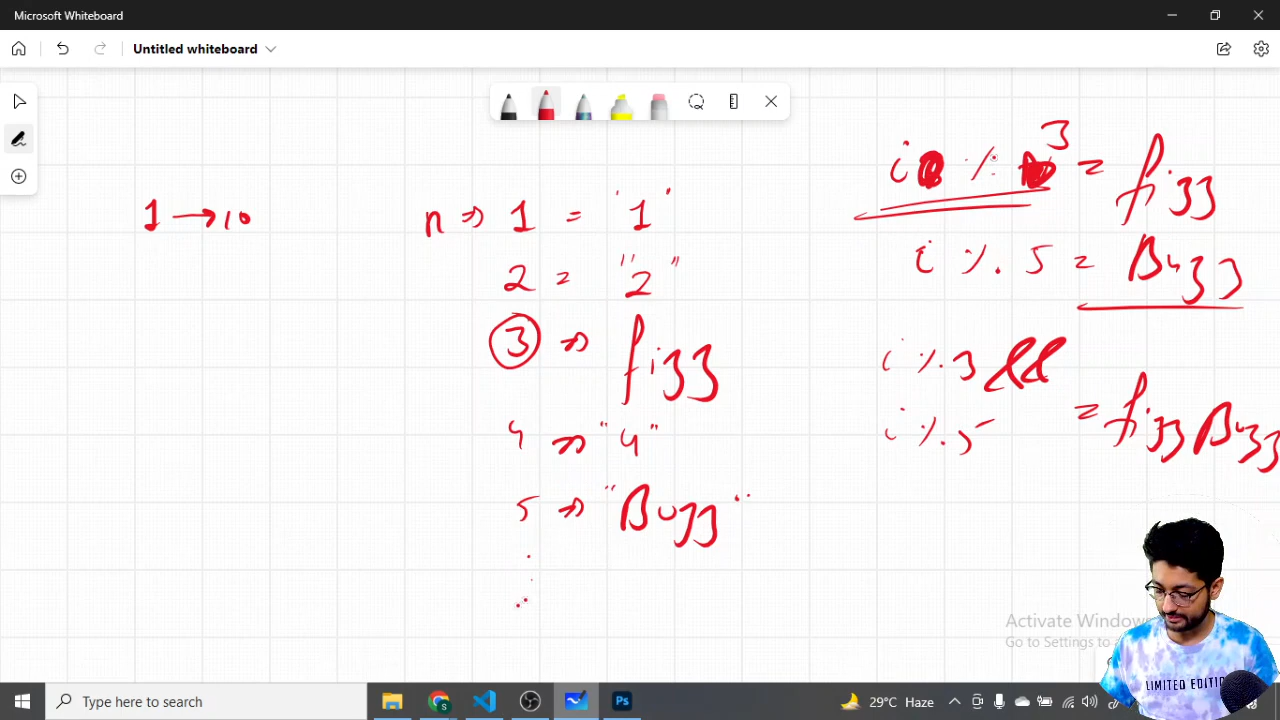 Microsoft Whiteboard
Untitled whiteboard
1 → 10
n ⇒ 1 = "1"
2 = "2"
3 ⇒ fizz
4 ⇒ "4"
5 ⇒ "Buzz"
i % 3 = fizz
i % 5 = Buzz
i % 3 &&
i % 5 = fizzBuzz
Activate Windows
Go to Settings to
LIMITED EDITION
Type here to search
Ps
29°C Haze